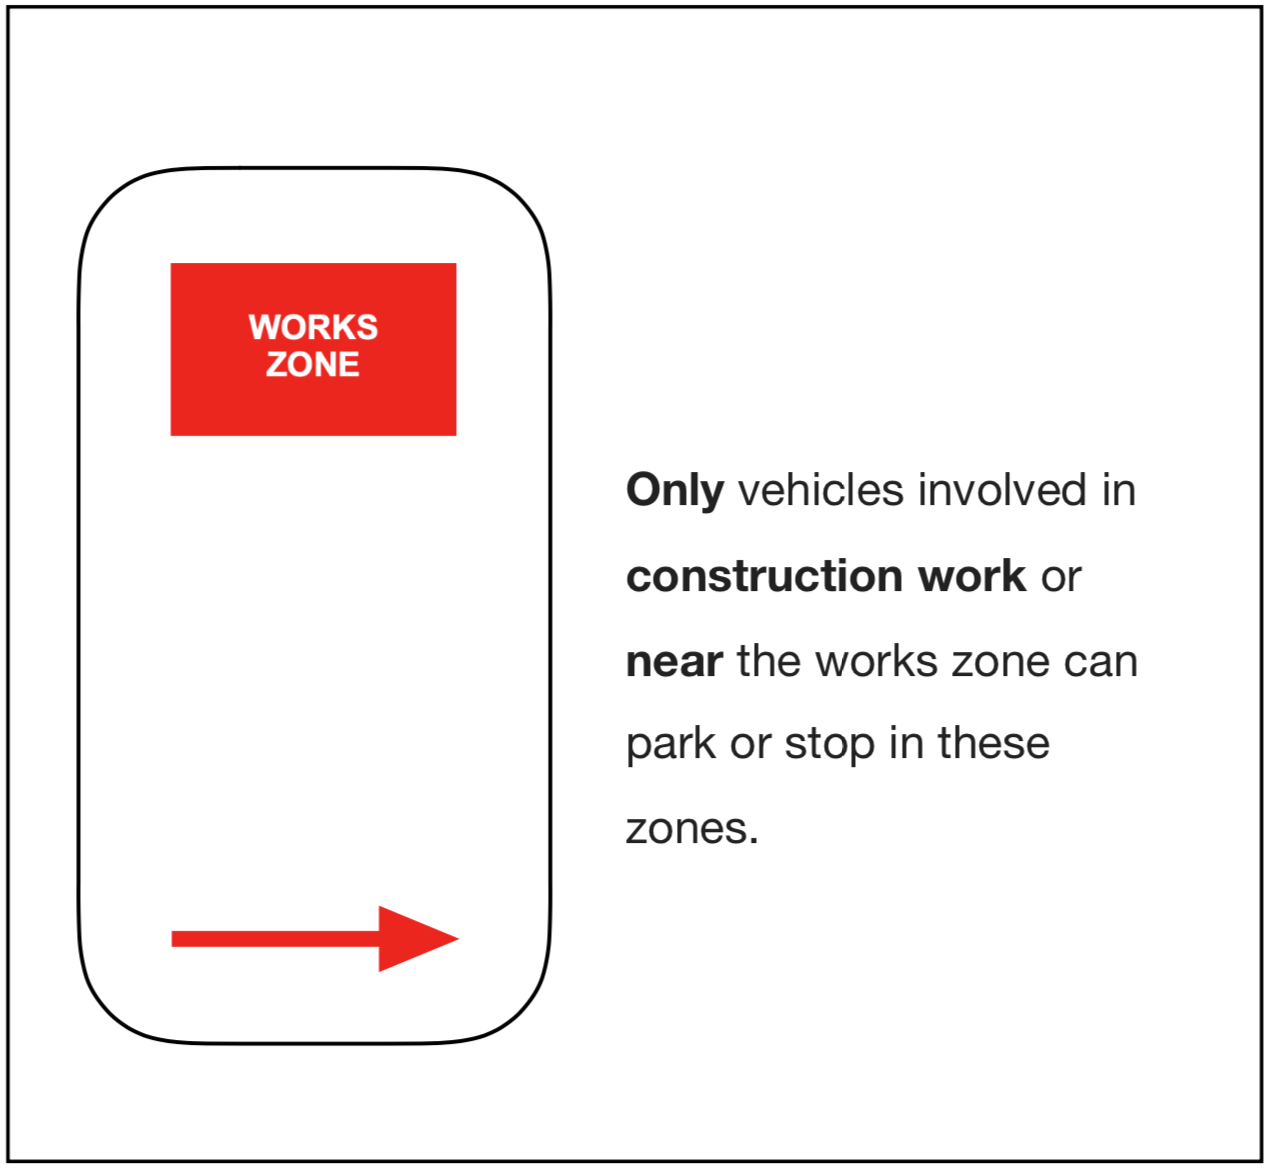 WORKS
ZONE
Only vehicles involved in
construction work or
near the works zone can
park or stop in these
zones.